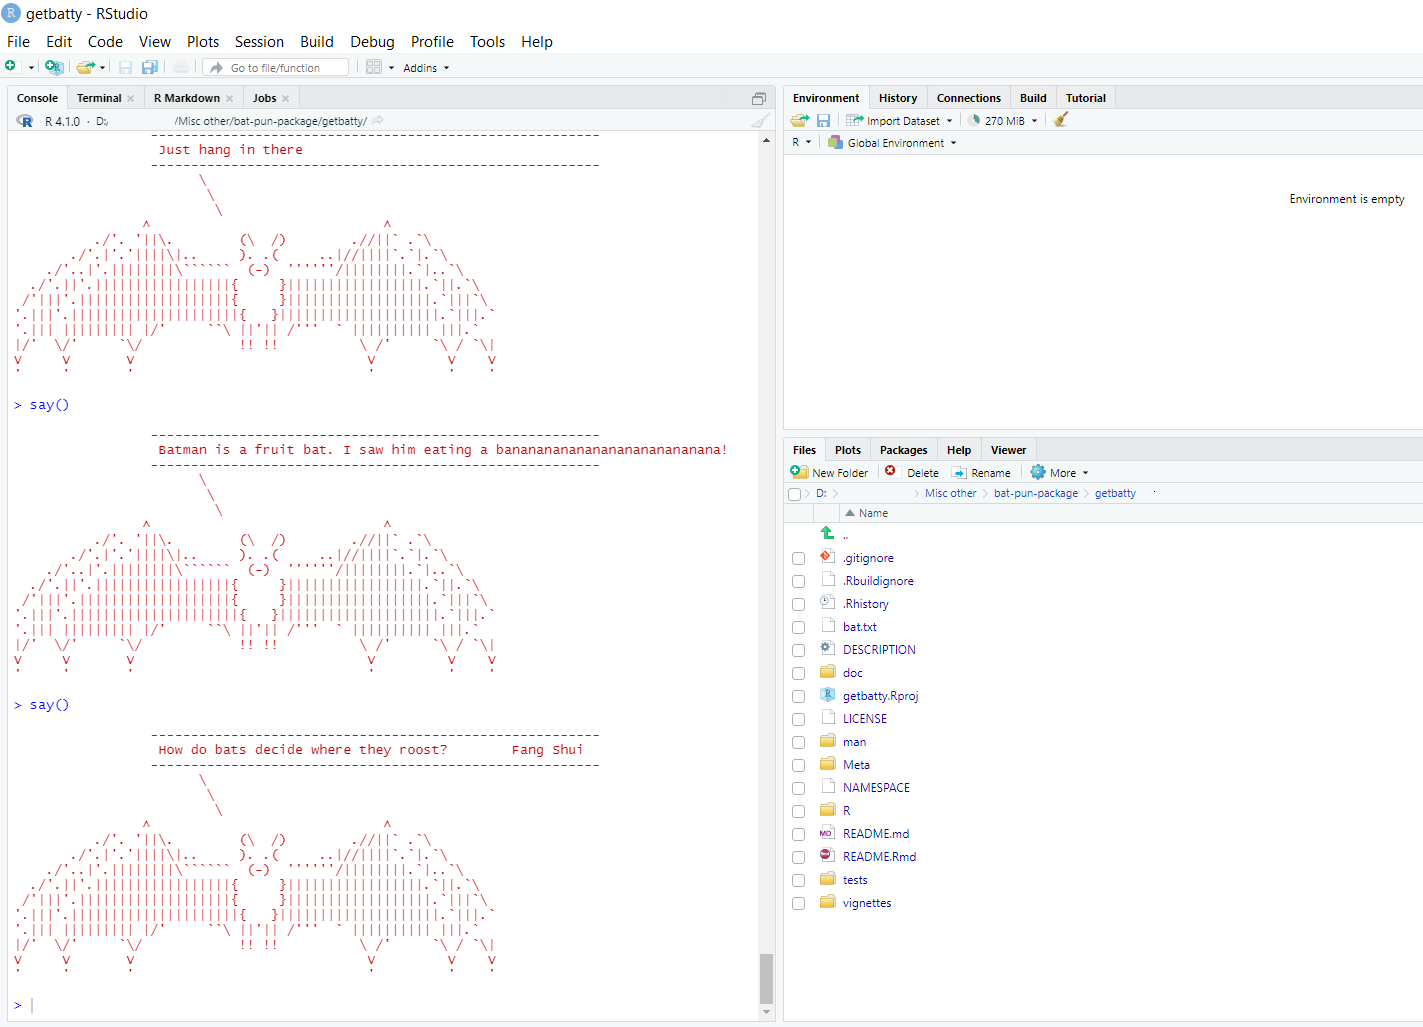 getbatty - RStudio
File Edit Code View Plots Session Build Debug Profile Tools Help
Go to file/function Addins
Console Terminal R Markdown Jobs
R 4.1.0 · D:/ /Misc other/bat-pun-package/getbatty/
Just hang in there
> say()
Batman is a fruit bat. I saw him eating a bananananananananananananana!
> say()
How do bats decide where they roost? Fang Shui
>
Environment History Connections Build Tutorial
Import Dataset 270 MiB
R Global Environment
Environment is empty
Files Plots Packages Help Viewer
New Folder Delete Rename More
D: Misc other bat-pun-package getbatty
Name
..
.gitignore
.Rbuildignore
.Rhistory
bat.txt
DESCRIPTION
doc
getbatty.Rproj
LICENSE
man
Meta
NAMESPACE
R
README.md
README.Rmd
tests
vignettes